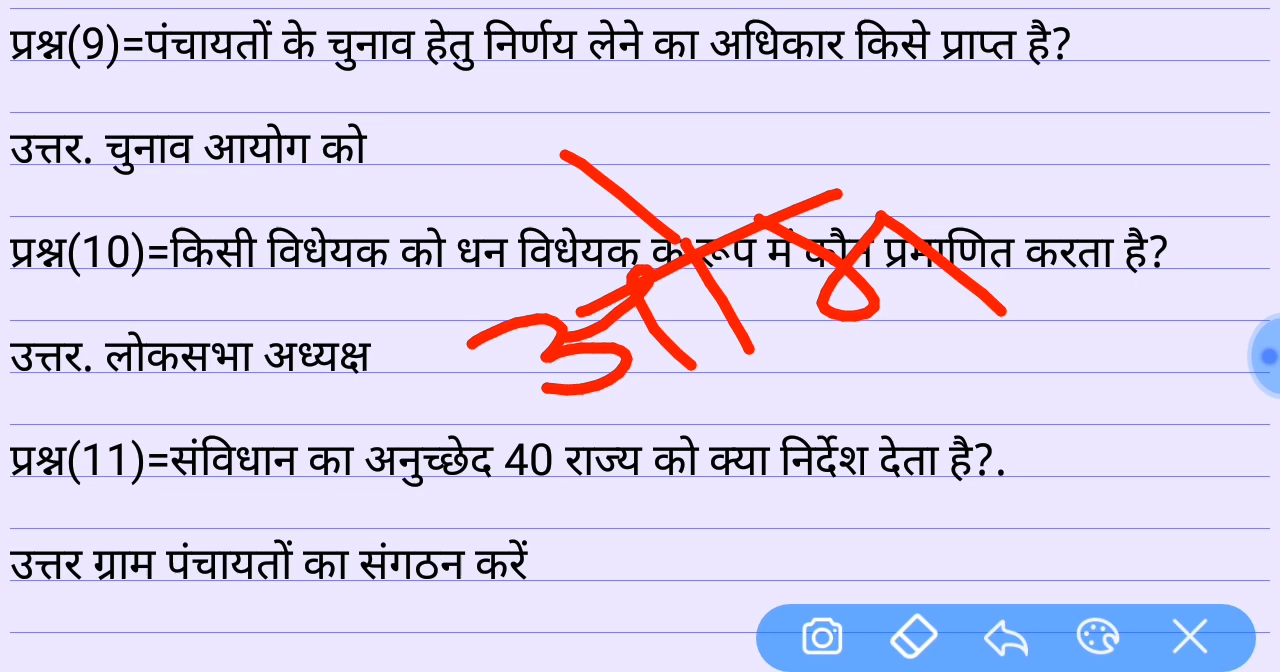 प्रश्न(9)=पंचायतों के चुनाव हेतु निर्णय लेने का अधिकार किसे प्राप्त है?
उत्तर. चुनाव आयोग को
प्रश्न(10)=किसी विधेयक को धन विधेयक के रूप में कौन प्रमाणित करता है?
उत्तर. लोकसभा अध्यक्ष
प्रश्न(11)=संविधान का अनुच्छेद 40 राज्य को क्या निर्देश देता है?.
उत्तर ग्राम पंचायतों का संगठन करें